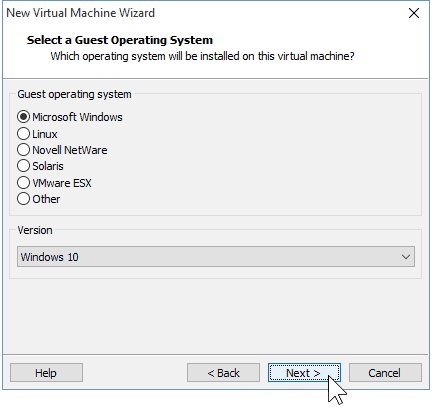 New Virtual Machine Wizard
Select a Guest Operating System
Which operating system will be installed on this virtual machine?
Guest operating system
Microsoft Windows
Linux
Novell NetWare
Solaris
VMware ESX
Other
Version
Windows 10
Help
< Back
Next >
Cancel